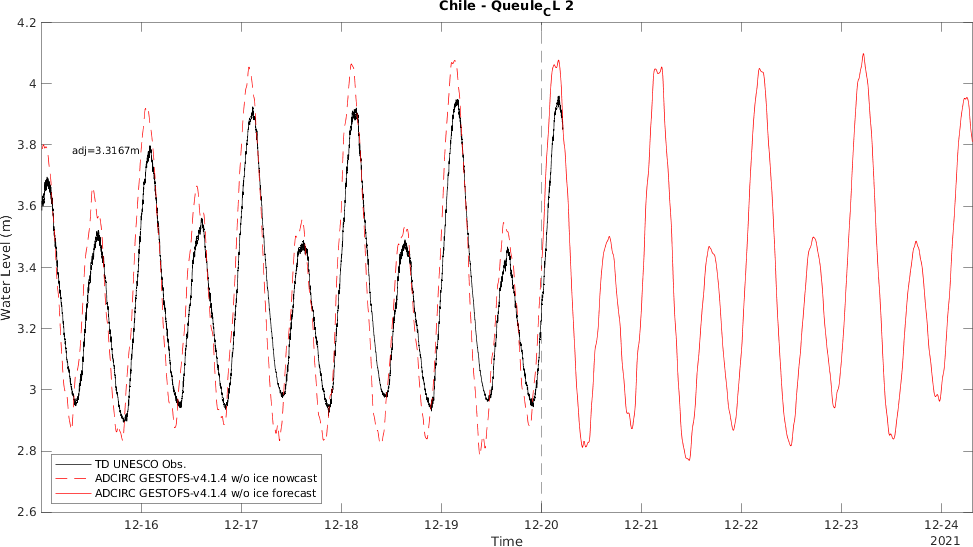 Chile - Queule_CL 2
4.2
4
3.8
3.6
3.4
3.2
3
2.8
2.6
Water Level (m)
adj=3.3167m
TD UNESCO Obs.
ADCIRC GESTOFS-v4.1.4 w/o ice nowcast
ADCIRC GESTOFS-v4.1.4 w/o ice forecast
12-16 12-17 12-18 12-19 12-20 12-21 12-22 12-23 12-24
Time
2021